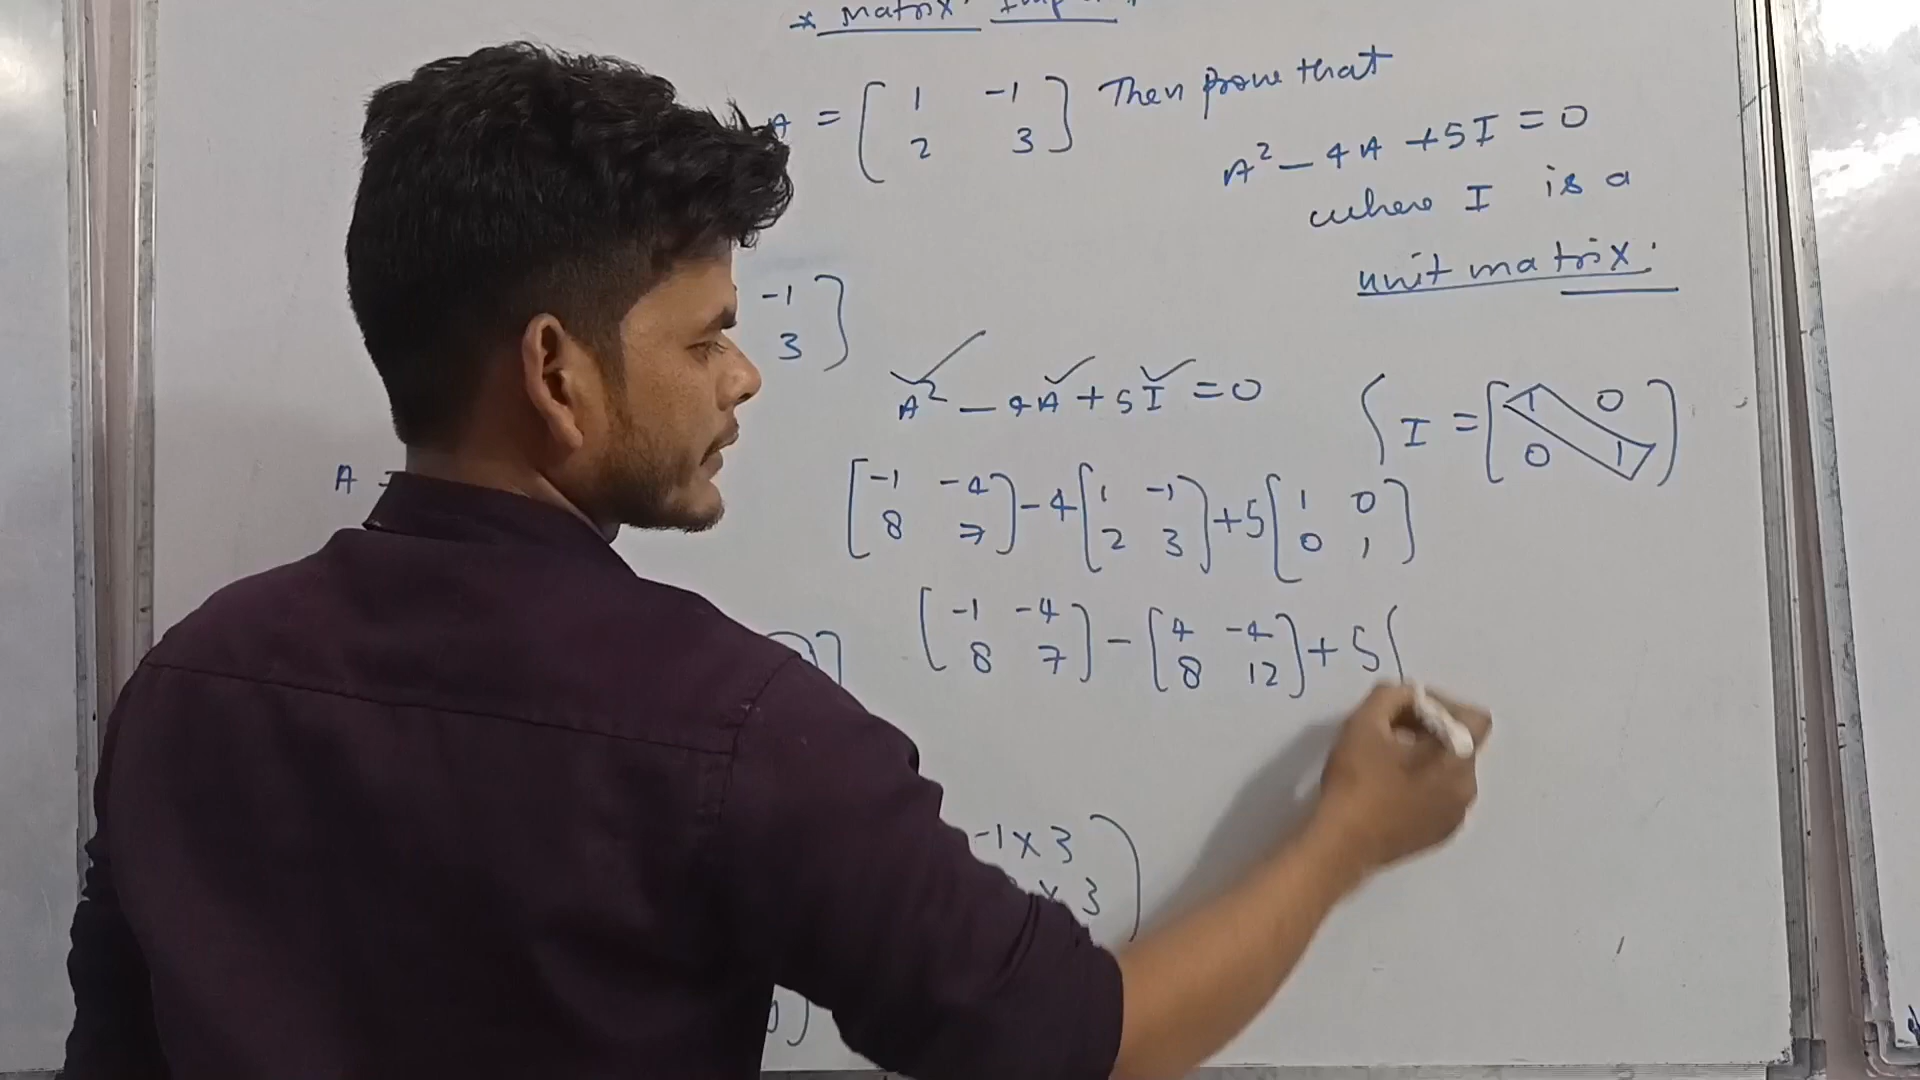 * Matrix
A = [ 1 -1 ] Then prove that
[ 2 3 ]
A² - 4A + 5I = 0
where I is a
unit matrix.
-1 ]
3 ]
A² - 4A + 5I = 0
{ I = [ 1 0 ]
[ 0 1 ]
A =
[ -1 -4 ] - 4 [ 1 -1 ] + 5 [ 1 0 ]
[ 8 7 ] [ 2 3 ] [ 0 1 ]
[ -1 -4 ] - [ 4 -4 ] + 5 [
[ 8 7 ] [ 8 12 ]
-1 x 3 )
x 3 )